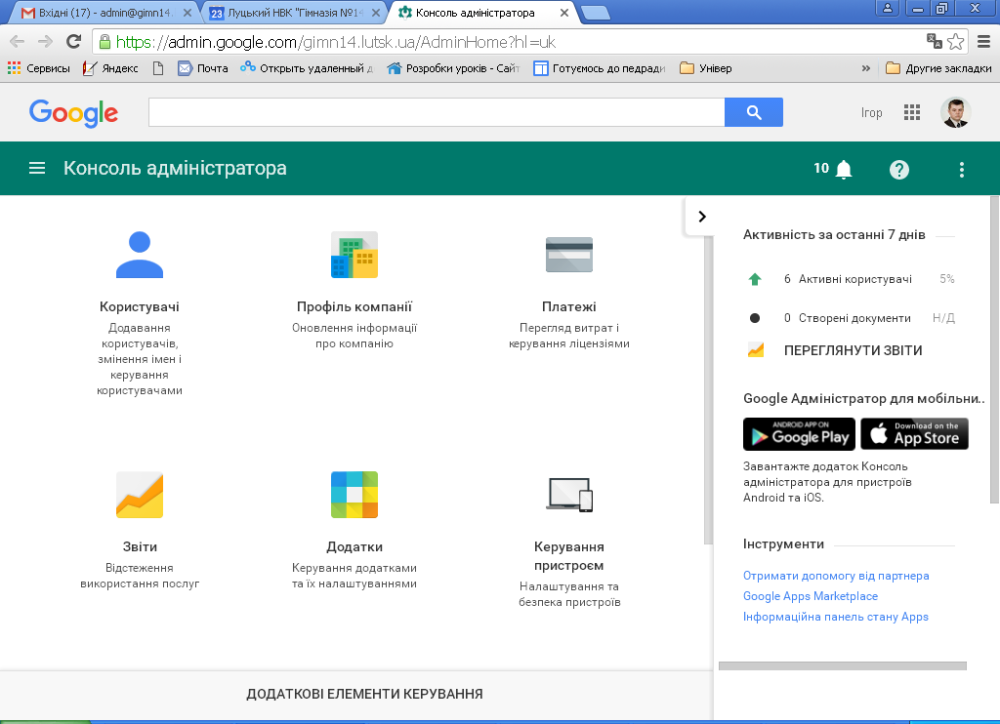 Вхідні (17) - admin@gimn14.
23 Луцький НВК "Гімназія №14
Консоль адміністратора
https://admin.google.com/gimn14.lutsk.ua/AdminHome?hl=uk
Сервисы
Яндекс
Почта
Открыть удаленный д
Розробки уроків - Сайт
Готуємось до педради
Універ
»
Другие закладки
Google
Ігор
Консоль адміністратора
10
Користувачі
Додавання
користувачів,
змінення імен і
керування
користувачами
Профіль компанії
Оновлення інформації
про компанію
Платежі
Перегляд витрат і
керування ліцензіями
Звіти
Відстеження
використання послуг
Додатки
Керування додатками
та їх налаштуваннями
Керування
пристроєм
Налаштування та
безпека пристроїв
ДОДАТКОВІ ЕЛЕМЕНТИ КЕРУВАННЯ
Активність за останні 7 днів
6 Активні користувачі 5%
0 Створені документи Н/Д
ПЕРЕГЛЯНУТИ ЗВІТИ
Google Адміністратор для мобільни..
ANDROID APP ON
Google Play
Download on the
App Store
Завантажте додаток Консоль
адміністратора для пристроїв
Android та iOS.
Інструменти
Отримати допомогу від партнера
Google Apps Marketplace
Інформаційна панель стану Apps